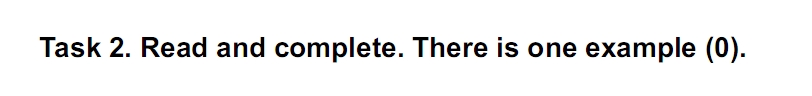 Task 2. Read and complete. There is one example (0).